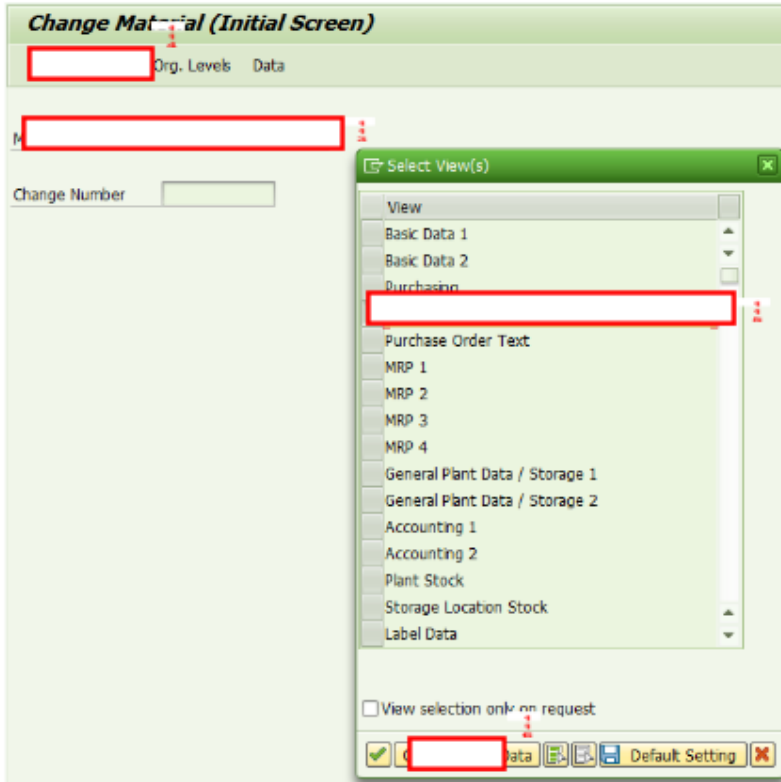 Change Material (Initial Screen)
Org. Levels Data
M
Change Number
Select View(s)
View
Basic Data 1
Basic Data 2
Purchasing
Purchase Order Text
MRP 1
MRP 2
MRP 3
MRP 4
General Plant Data / Storage 1
General Plant Data / Storage 2
Accounting 1
Accounting 2
Plant Stock
Storage Location Stock
Label Data
View selection only on request
Data Default Setting